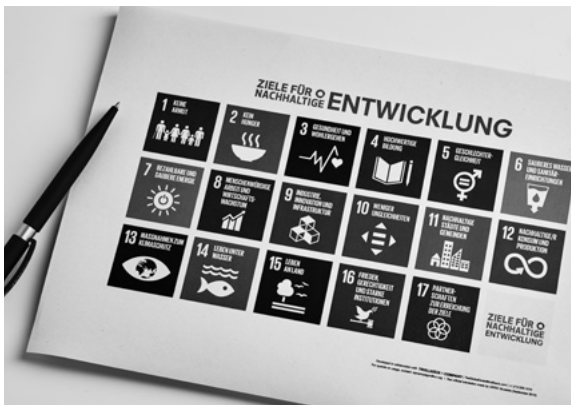 ZIELE FÜR
NACHHALTIGE ENTWICKLUNG
1 KEINE
ARMUT
2 KEIN
HUNGER
3 GESUNDHEIT UND
WOHLERGEHEN
4 HOCHWERTIGE
BILDUNG
5 GESCHLECHTER-
GLEICHHEIT
6 SAUBERES WASSER
UND SANITÄR-
EINRICHTUNGEN
7 BEZAHLBARE UND
SAUBERE ENERGIE
8 MENSCHENWÜRDIGE
ARBEIT UND
WIRTSCHAFTS-
WACHSTUM
9 INDUSTRIE,
INNOVATION UND
INFRASTRUKTUR
10 WENIGER
UNGLEICHHEITEN
11 NACHHALTIGE
STÄDTE UND
GEMEINDEN
12 NACHHALTIGE/R
KONSUM UND
PRODUKTION
13 MASSNAHMEN ZUM
KLIMASCHUTZ
14 LEBEN UNTER
WASSER
15 LEBEN
AN LAND
16 FRIEDEN,
GERECHTIGKEIT
UND STARKE
INSTITUTIONEN
17 PARTNER-
SCHAFTEN
ZUR ERREICHUNG
DER ZIELE
ZIELE FÜR
NACHHALTIGE
ENTWICKLUNG